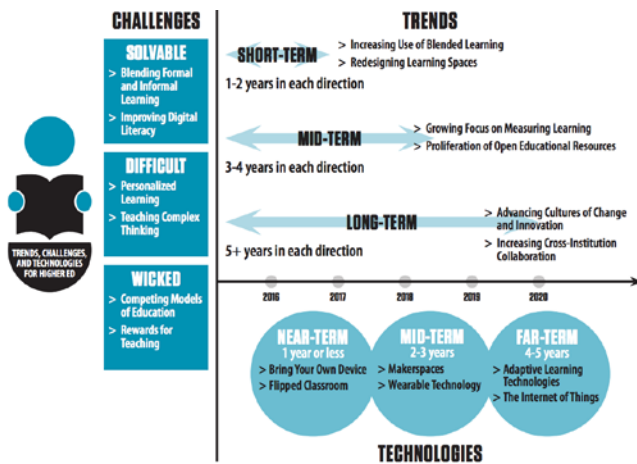 CHALLENGES
SOLVABLE
> Blending Formal
and Informal
Learning
> Improving Digital
Literacy
DIFFICULT
> Personalized
Learning
> Teaching Complex
Thinking
WICKED
> Competing Models
of Education
> Rewards for
Teaching
TRENDS, CHALLENGES,
AND TECHNOLOGIES
FOR HIGHER ED
TRENDS
SHORT-TERM
1-2 years in each direction
> Increasing Use of Blended Learning
> Redesigning Learning Spaces
MID-TERM
3-4 years in each direction
> Growing Focus on Measuring Learning
> Proliferation of Open Educational Resources
LONG-TERM
5+ years in each direction
> Advancing Cultures of Change
and Innovation
> Increasing Cross-Institution
Collaboration
2016 2017 2018 2019 2020
NEAR-TERM
1 year or less
> Bring Your Own Device
> Flipped Classroom
MID-TERM
2-3 years
> Makerspaces
> Wearable Technology
FAR-TERM
4-5 years
> Adaptive Learning
Technologies
> The Internet of Things
TECHNOLOGIES